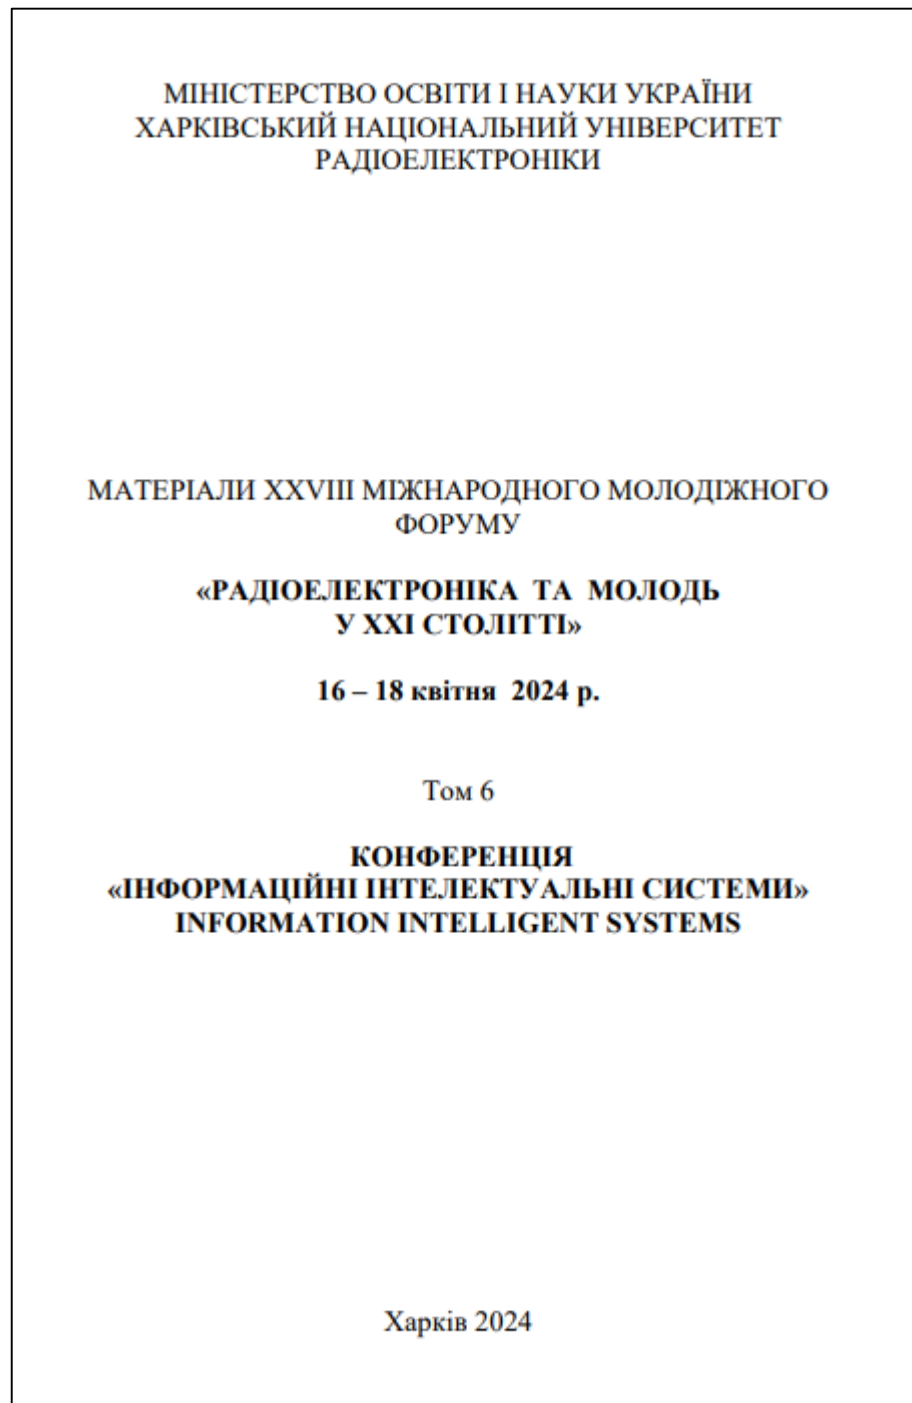 МІНІСТЕРСТВО ОСВІТИ І НАУКИ УКРАЇНИ
ХАРКІВСЬКИЙ НАЦІОНАЛЬНИЙ УНІВЕРСИТЕТ
РАДІОЕЛЕКТРОНІКИ
МАТЕРІАЛИ XXVIII МІЖНАРОДНОГО МОЛОДІЖНОГО
ФОРУМУ
«РАДІОЕЛЕКТРОНІКА ТА МОЛОДЬ
У XXI СТОЛІТТІ»
16 – 18 квітня 2024 р.
Том 6
КОНФЕРЕНЦІЯ
«ІНФОРМАЦІЙНІ ІНТЕЛЕКТУАЛЬНІ СИСТЕМИ»
INFORMATION INTELLIGENT SYSTEMS
Харків 2024